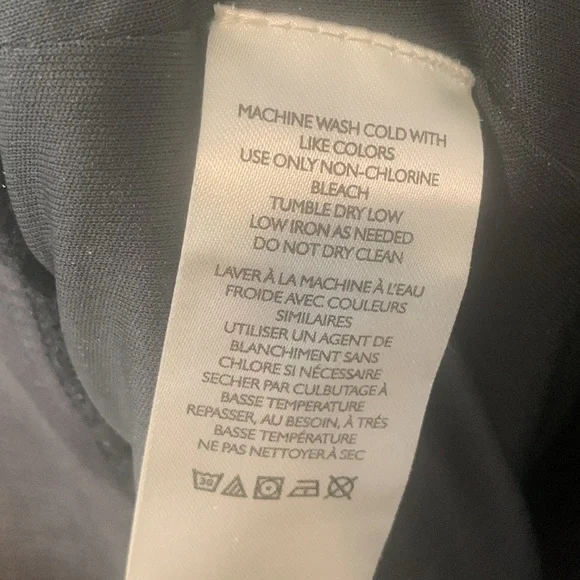 MACHINE WASH COLD WITH
LIKE COLORS
USE ONLY NON-CHLORINE
BLEACH
TUMBLE DRY LOW
LOW IRON AS NEEDED
DO NOT DRY CLEAN
LAVER À LA MACHINE À L'EAU
FROIDE AVEC COULEURS
SIMILAIRES
UTILISER UN AGENT DE
BLANCHIMENT SANS
CHLORE SI NÉCESSAIRE
SECHER PAR CULBUTAGE À
BASSE TEMPERATURE
REPASSER, AU BESOIN, À TRÉS
BASSE TEMPÉRATURE
NE PAS NETTOYER À SEC
30